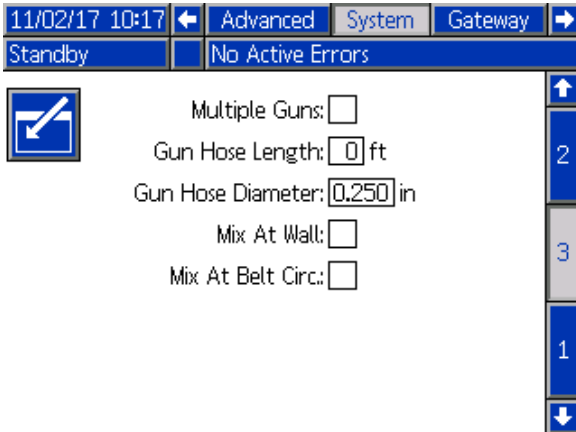 11/02/17 10:17 Advanced System Gateway
Standby No Active Errors
Multiple Guns:
Gun Hose Length: 0 ft
Gun Hose Diameter: 0.250 in
Mix At Wall:
Mix At Belt Circ.:
2
3
1